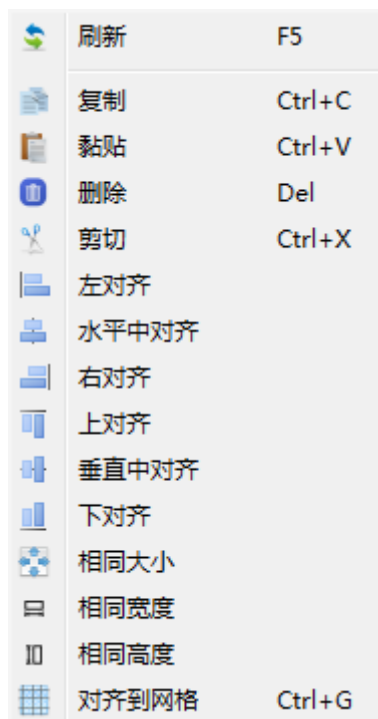 刷新 F5
复制 Ctrl+C
黏贴 Ctrl+V
删除 Del
剪切 Ctrl+X
左对齐
水平中对齐
右对齐
上对齐
垂直中对齐
下对齐
相同大小
相同宽度
相同高度
对齐到网格 Ctrl+G